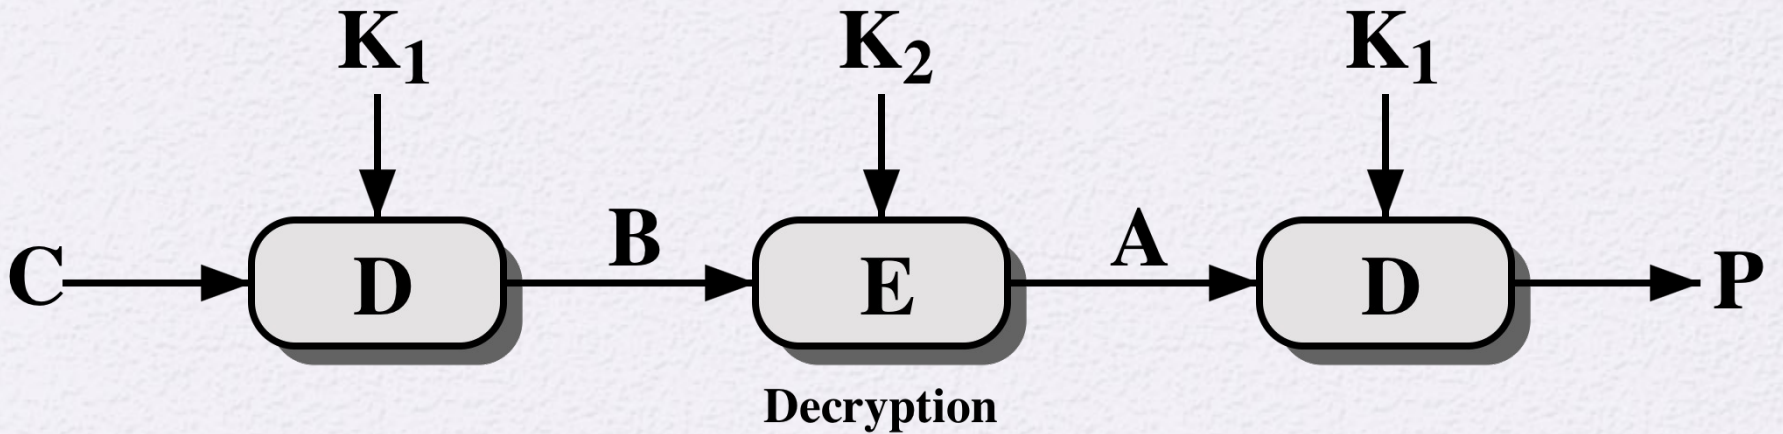 K₁ K₂ K₁
B A
C D E D P
Decryption